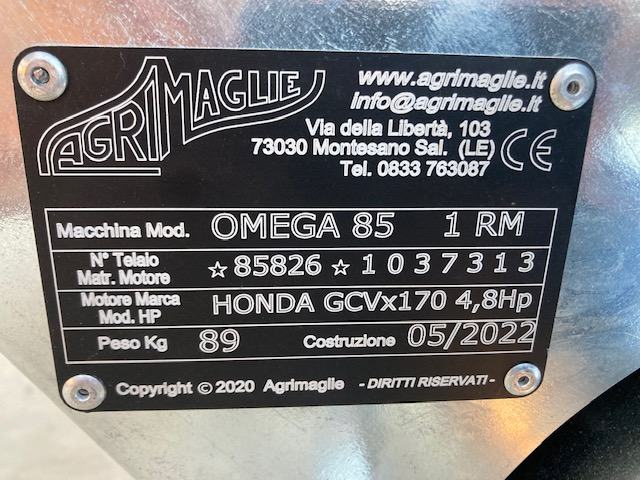 AGRIMAGLIE
www.agrimaglie.it
info@agrimaglie.it
Via della Libertà, 103
73030 Montesano Sal. (LE)
Tel. 0833 763067
CE
Macchina Mod. OMEGA 85 1 RM
N° Telaio
Matr. Motore ☆85826☆1037313
Motore Marca
Mod. HP HONDA GCVx170 4,8Hp
Peso Kg 89 Costruzione 05/2022
Copyright © 2020 Agrimaglie - DIRITTI RISERVATI -